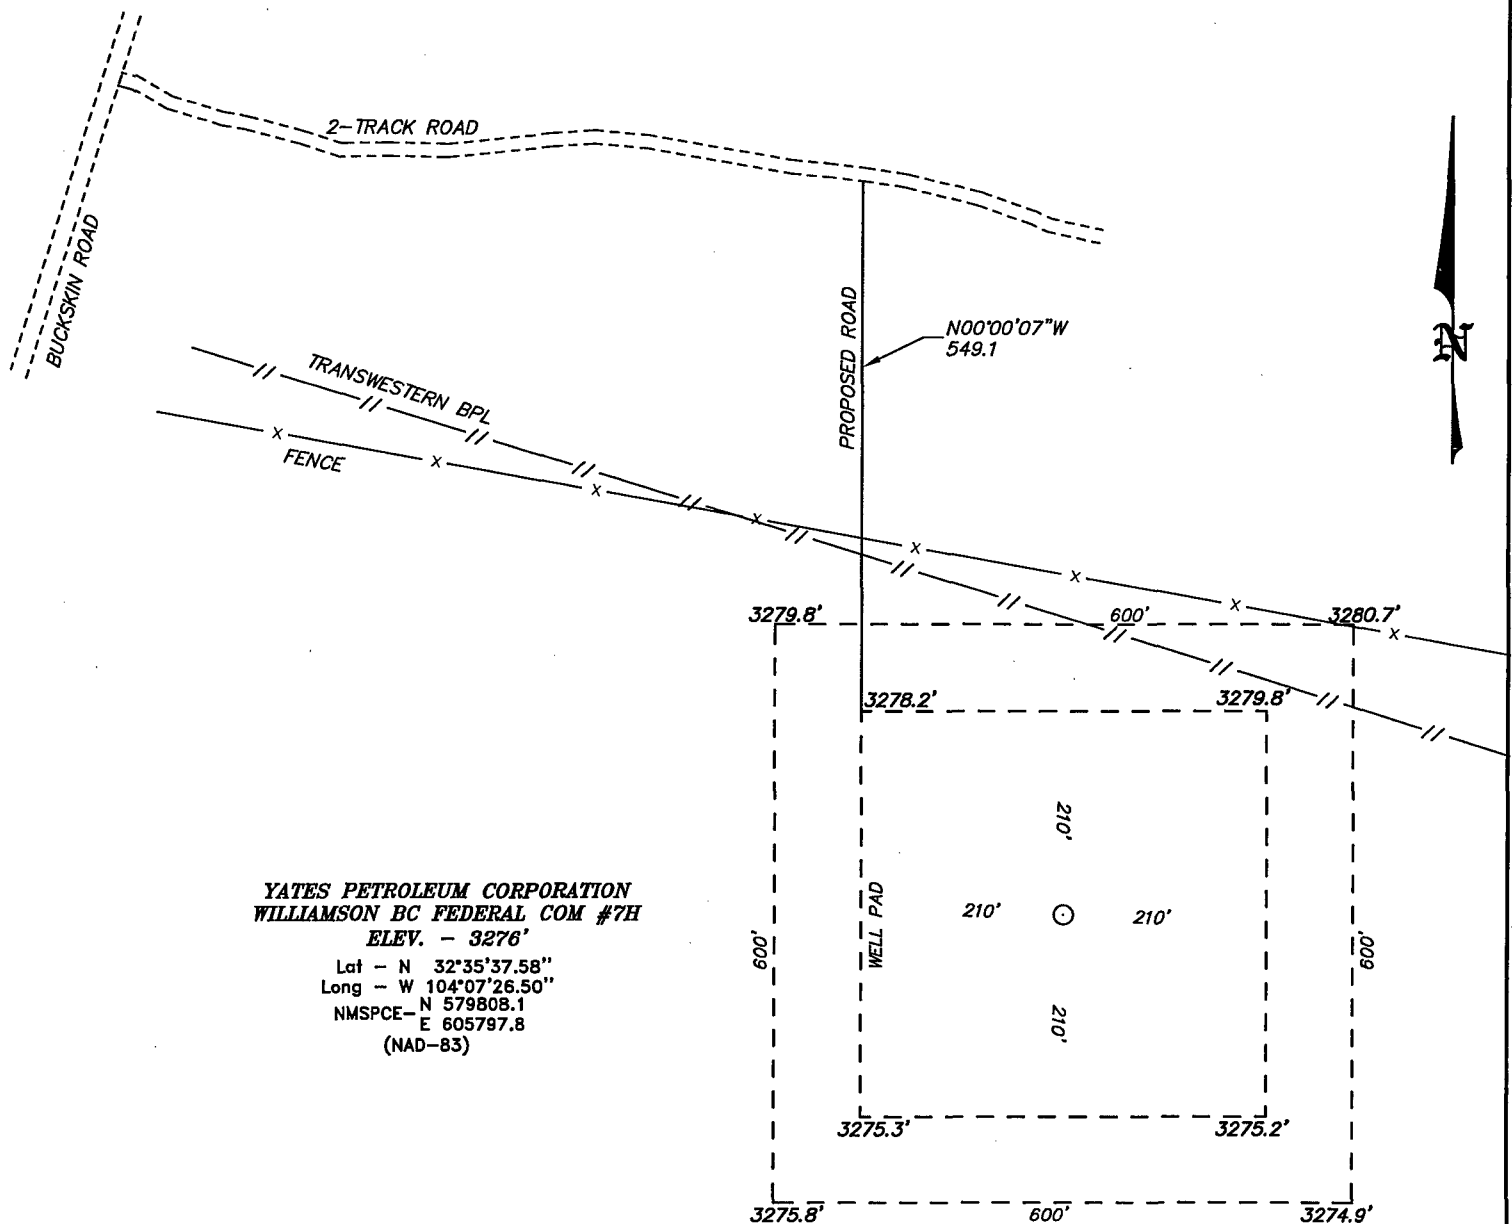 2-TRACK ROAD
BUCKSKIN ROAD
PROPOSED ROAD
N00°00'07"W
549.1
N
TRANSWESTERN BPL
FENCE
3279.8'
600'
3280.7'
3278.2'
3279.8'
210'
WELL PAD
210'
210'
600'
600'
210'
YATES PETROLEUM CORPORATION
WILLIAMSON BC FEDERAL COM #7H
ELEV. - 3276'
Lat - N 32°35'37.58"
Long - W 104°07'26.50"
NMSPCE- N 579808.1
E 605797.8
(NAD-83)
3275.3'
3275.2'
3275.8'
600'
3274.9'